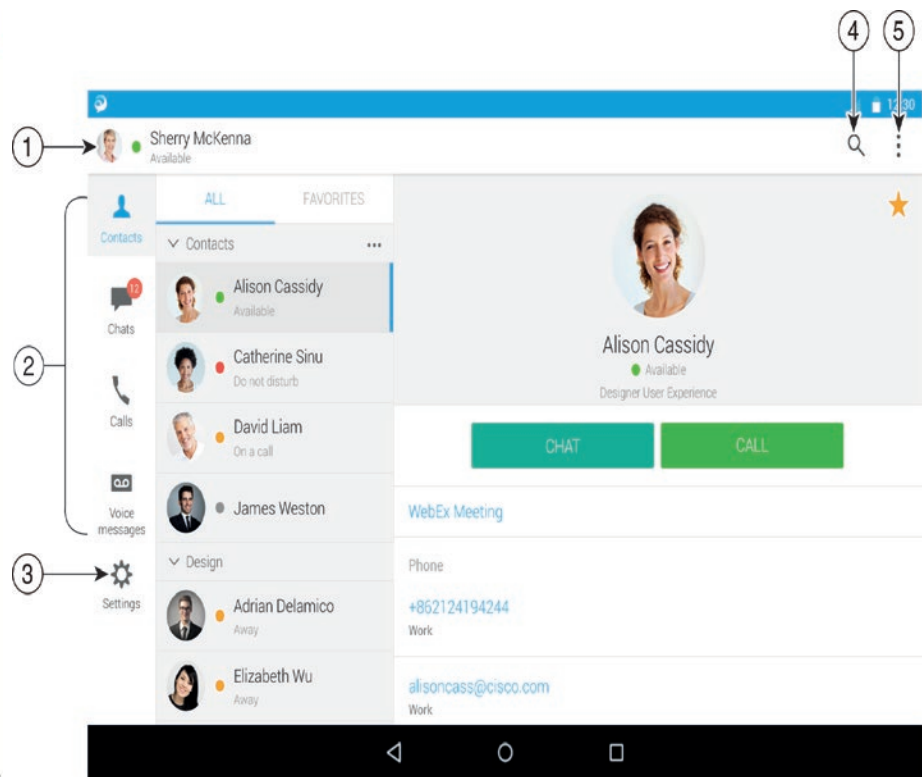 4
5
12:30
1
Sherry McKenna
Available
2
Contacts
Chats
12
Calls
Voice
messages
3
Settings
ALL
FAVORITES
Contacts
Alison Cassidy
Available
Catherine Sinu
Do not disturb
David Liam
On a call
James Weston
Design
Adrian Delamico
Away
Elizabeth Wu
Away
Alison Cassidy
Available
Designer User Experience
CHAT
CALL
WebEx Meeting
Phone
+862124194244
Work
alisoncass@cisco.com
Work